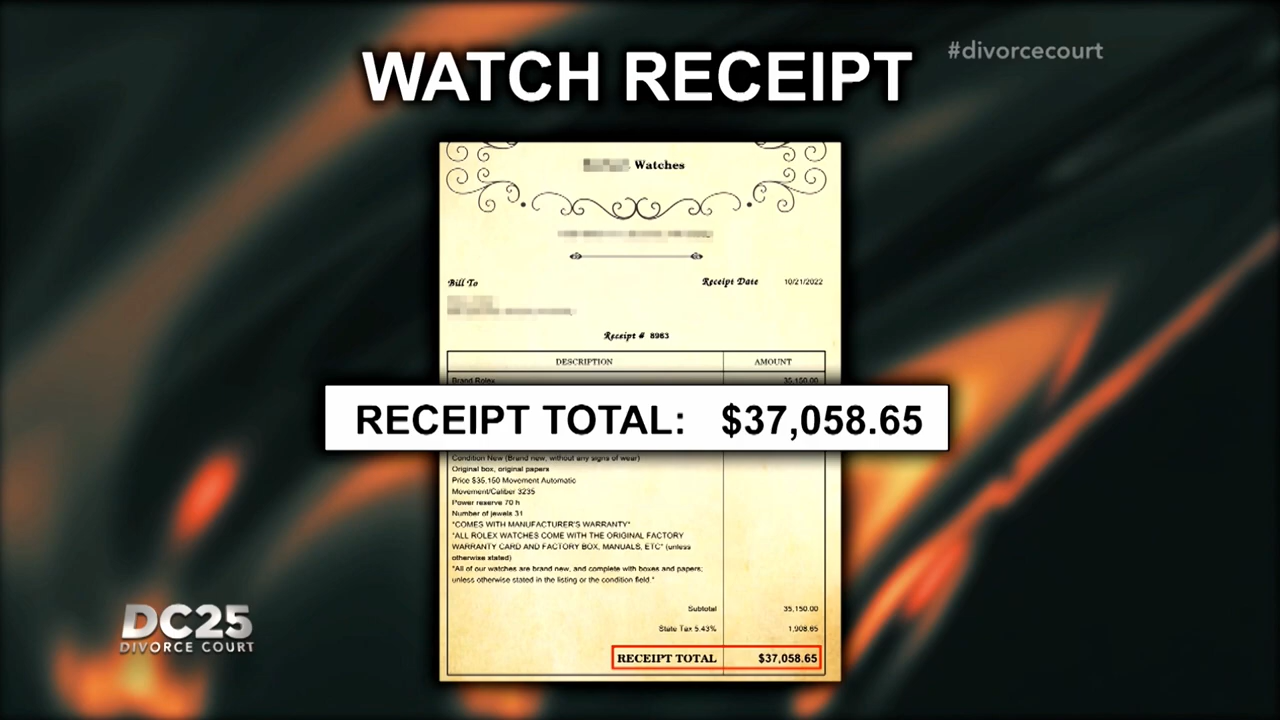 WATCH RECEIPT
#divorcecourt
Watches
Bill To
Receipt Date 10/21/2022
Receipt # 8963
DESCRIPTION AMOUNT
Brand Rolex 35,150.00
RECEIPT TOTAL: $37,058.65
Condition New (Brand new, without any signs of wear)
Original box, original papers
Price $35,150 Movement Automatic
Movement/Caliber 3235
Power reserve 70 h
Number of jewels 31
*COMES WITH MANUFACTURER'S WARRANTY*
*ALL ROLEX WATCHES COME WITH THE ORIGINAL FACTORY
WARRANTY CARD AND FACTORY BOX, MANUALS, ETC* (unless
otherwise stated)
*All of our watches are brand new, and complete with boxes and papers;
unless otherwise stated in the listing or the condition field.*
Subtotal 35,150.00
State Tax 5.43% 1,908.65
RECEIPT TOTAL $37,058.65
DC25
DIVORCE COURT